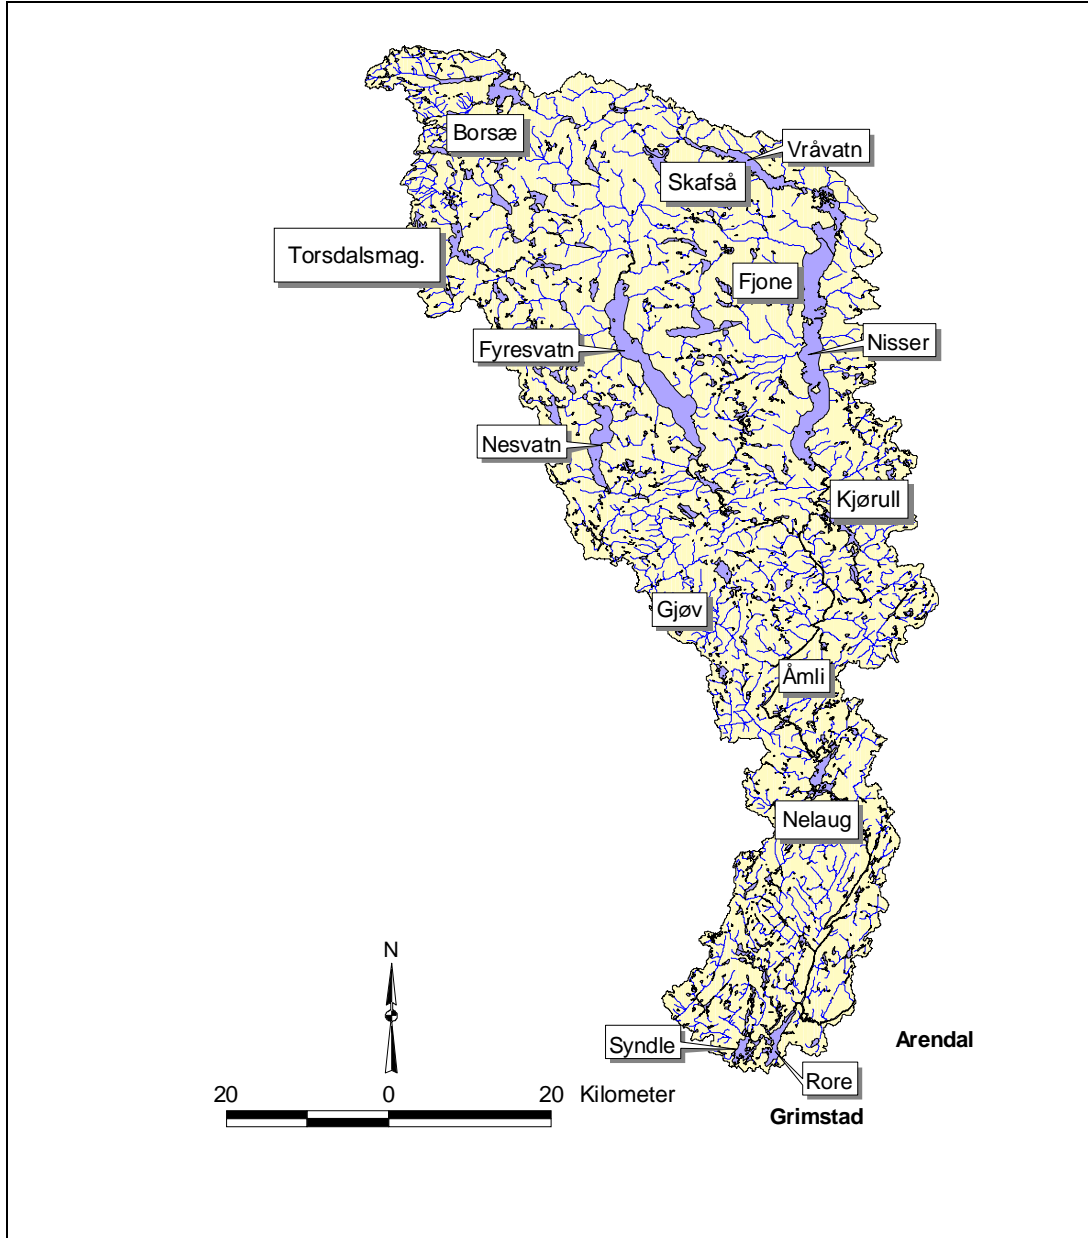 Borsæ
Vråvatn
Skafså
Torsdalsmag.
Fjone
Nisser
Fyresvatn
Nesvatn
Kjørull
Gjøv
Åmli
Nelaug
N
Syndle
Arendal
Rore
20 0 20 Kilometer
Grimstad